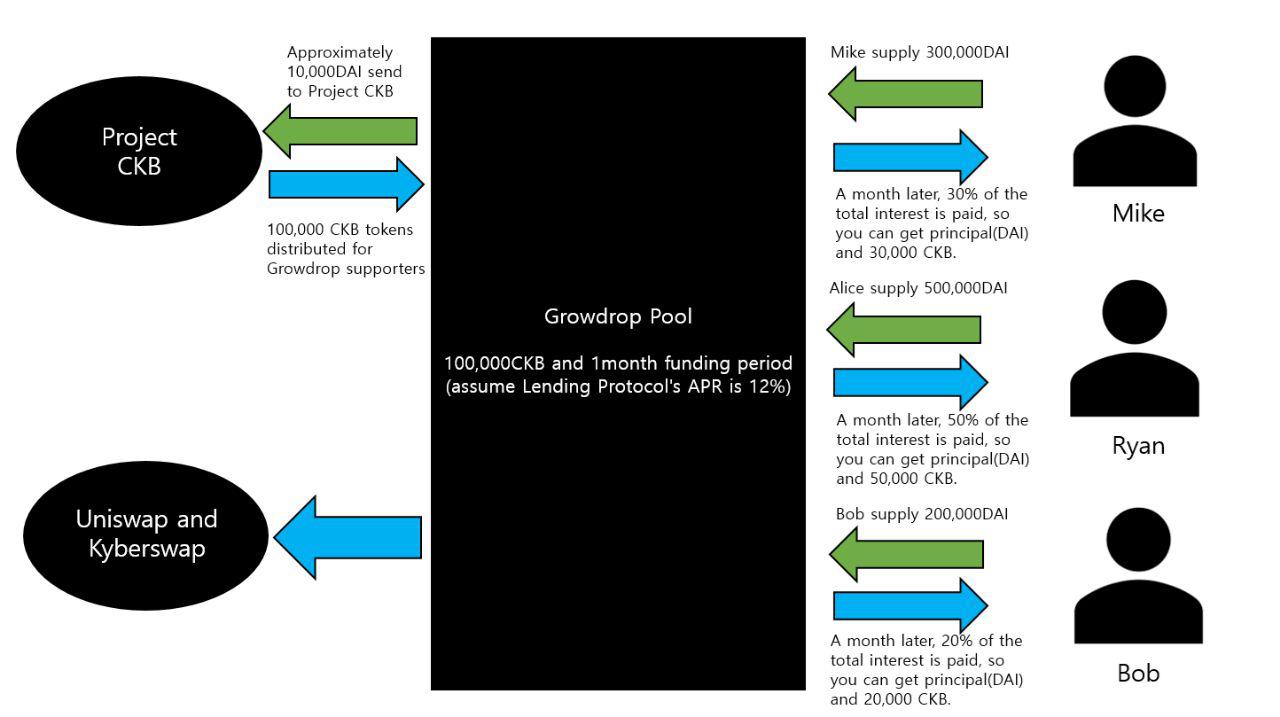 Approximately
10,000DAI send
to Project CKB
Project
CKB
100,000 CKB tokens
distributed for
Growdrop supporters
Uniswap and
Kyberswap
Growdrop Pool
100,000CKB and 1month funding period
(assume Lending Protocol's APR is 12%)
Mike supply 300,000DAI
A month later, 30% of the
total interest is paid, so
you can get principal(DAI)
and 30,000 CKB.
Mike
Alice supply 500,000DAI
A month later, 50% of the
total interest is paid, so
you can get principal(DAI)
and 50,000 CKB.
Ryan
Bob supply 200,000DAI
A month later, 20% of the
total interest is paid, so
you can get principal(DAI)
and 20,000 CKB.
Bob